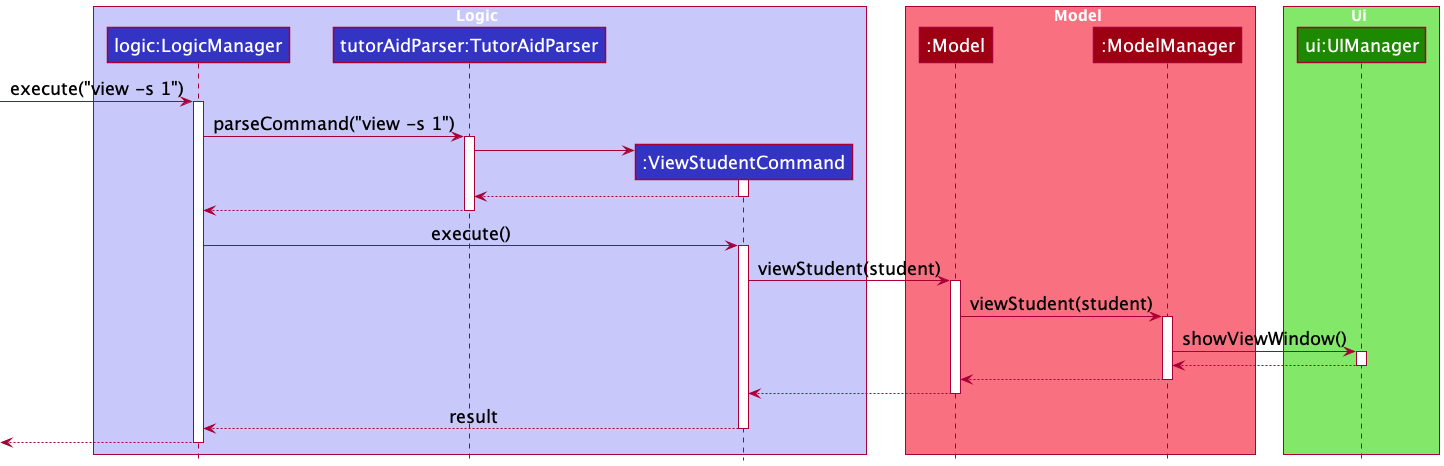 Logic
Model
Ui
logic:LogicManager
tutorAidParser:TutorAidParser
:Model
:ModelManager
ui:UIManager
execute("view -s 1")
parseCommand("view -s 1")
:ViewStudentCommand
execute()
viewStudent(student)
viewStudent(student)
showViewWindow()
result